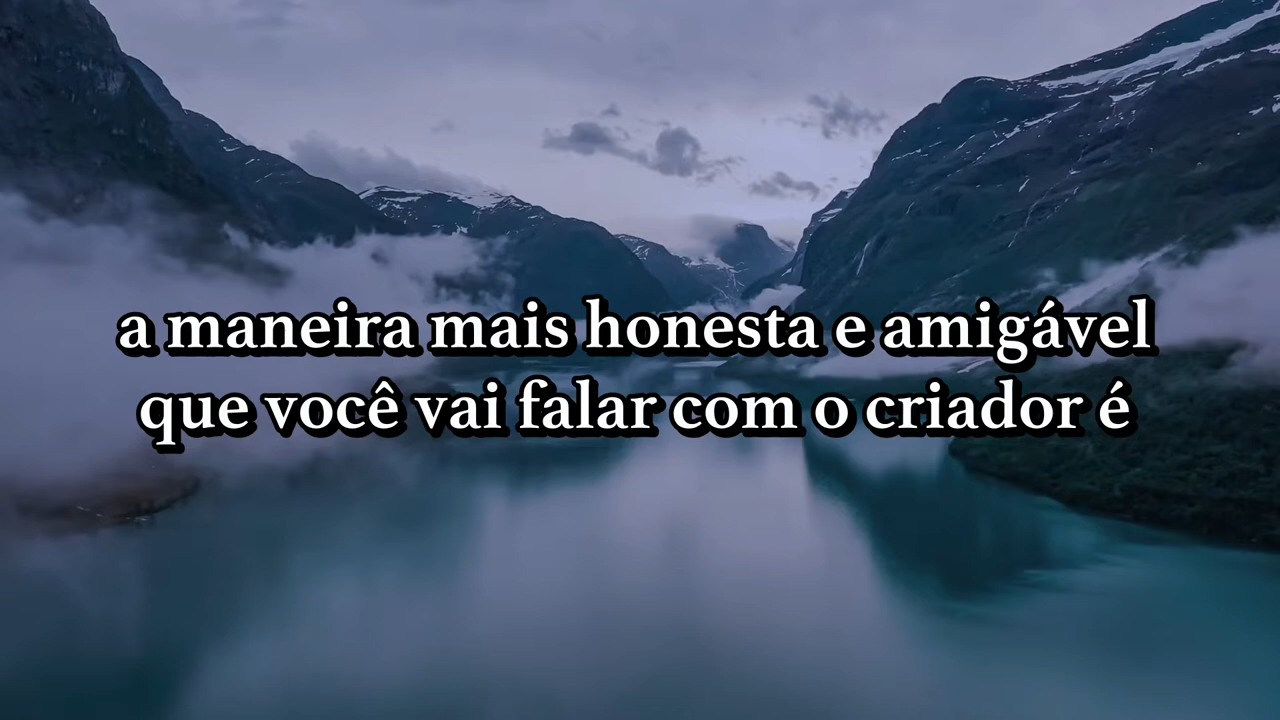 a maneira mais honesta e amigável
que você vai falar com o criador é